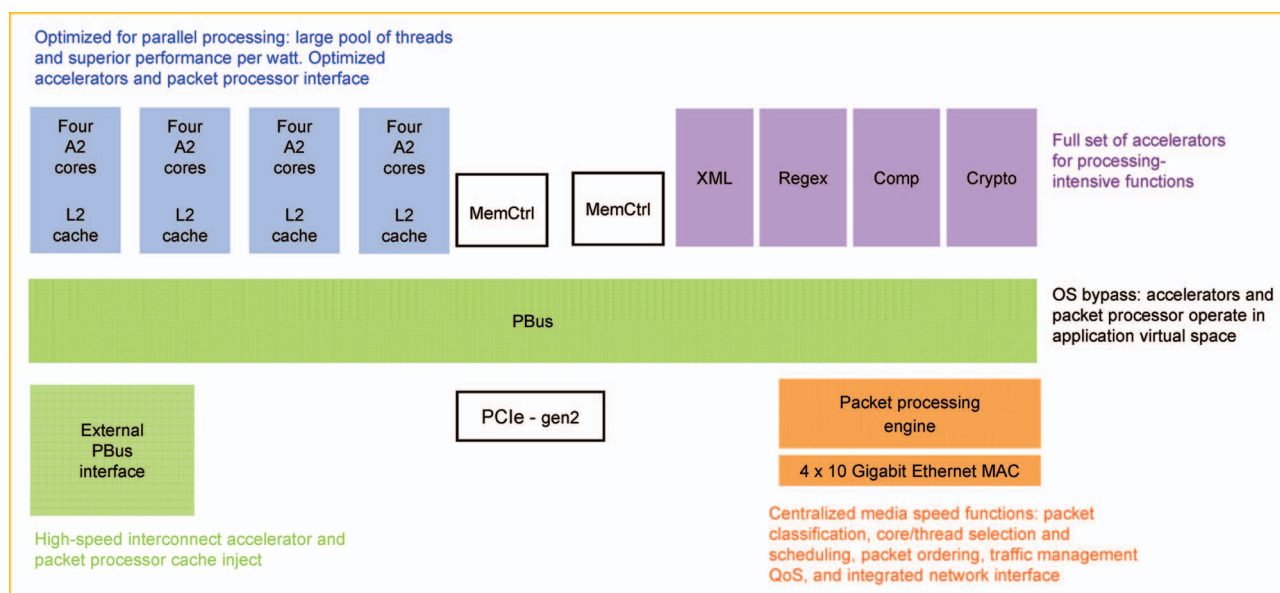 Optimized for parallel processing: large pool of threads
and superior performance per watt. Optimized
accelerators and packet processor interface
Four
A2
cores
L2
cache
Four
A2
cores
L2
cache
Four
A2
cores
L2
cache
Four
A2
cores
L2
cache
MemCtrl
MemCtrl
XML
Regex
Comp
Crypto
Full set of accelerators
for processing-
intensive functions
PBus
OS bypass: accelerators and
packet processor operate in
application virtual space
External
PBus
interface
PCIe - gen2
Packet processing
engine
4 x 10 Gigabit Ethernet MAC
High-speed interconnect accelerator and
packet processor cache inject
Centralized media speed functions: packet
classification, core/thread selection and
scheduling, packet ordering, traffic management
QoS, and integrated network interface